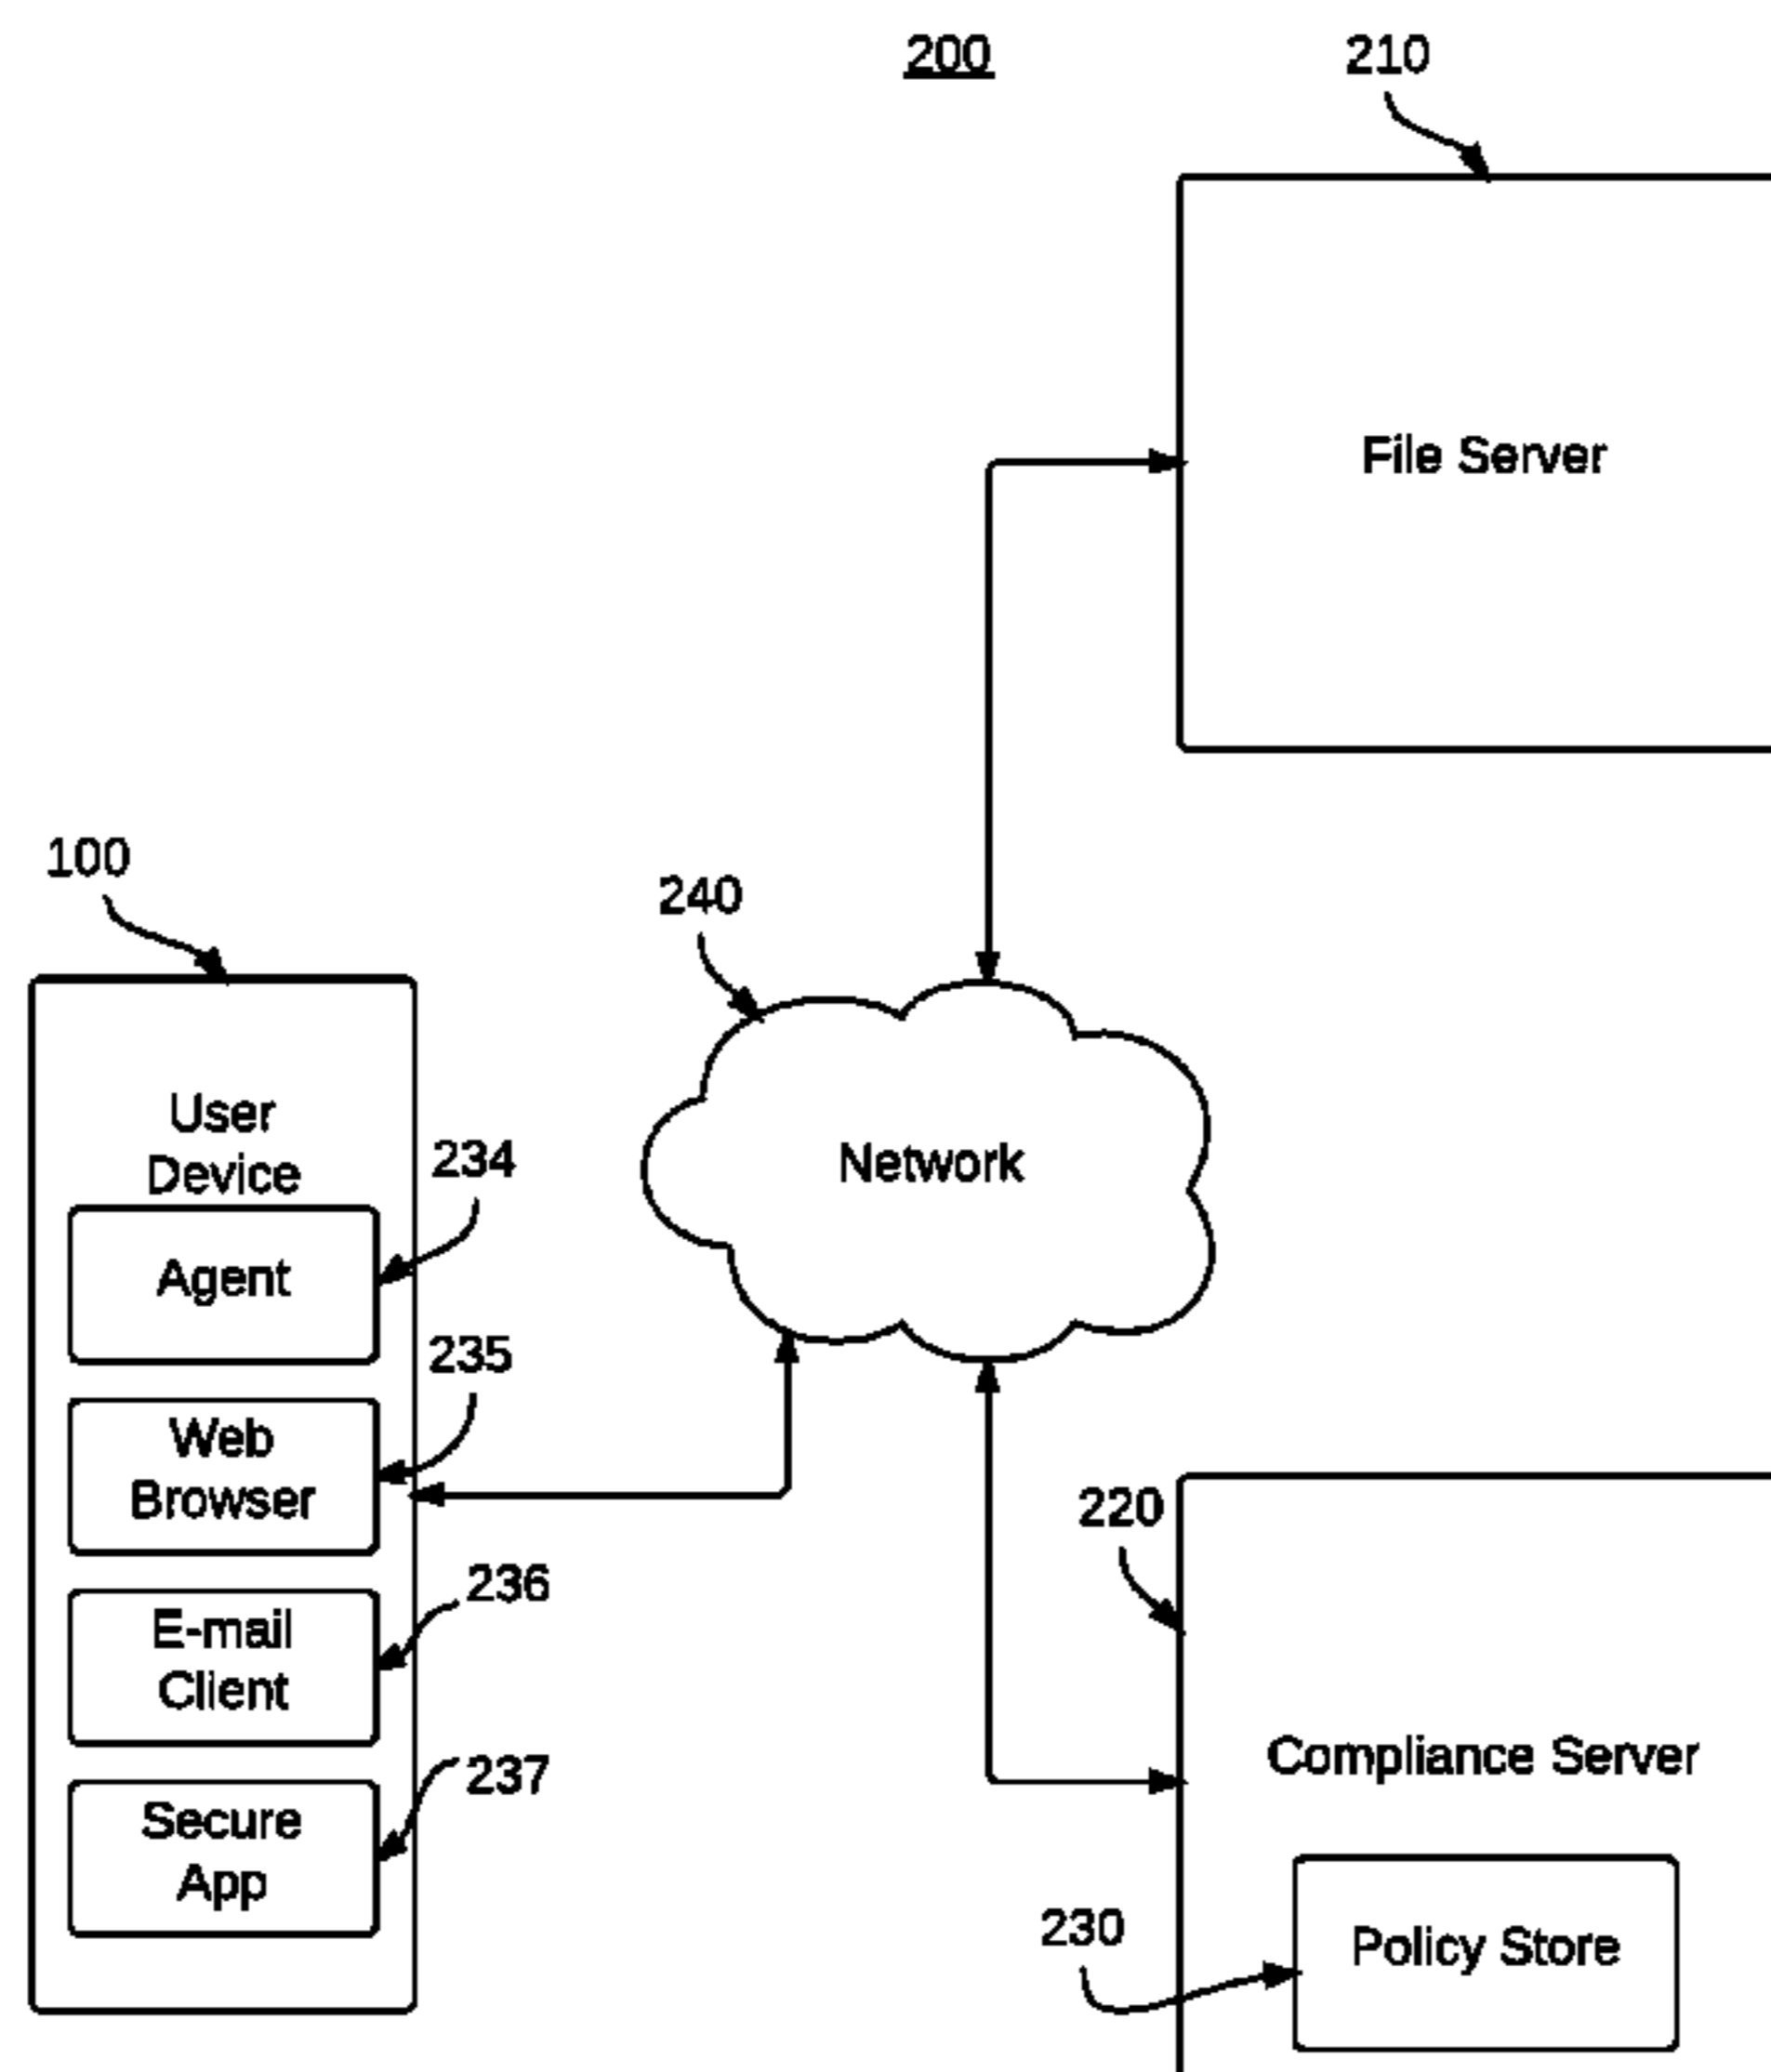 200
210
File Server
100
240
User
Device
234
Network
Agent
235
Web
Browser
220
236
E-mail
Client
Compliance Server
237
Secure
App
230
Policy Store